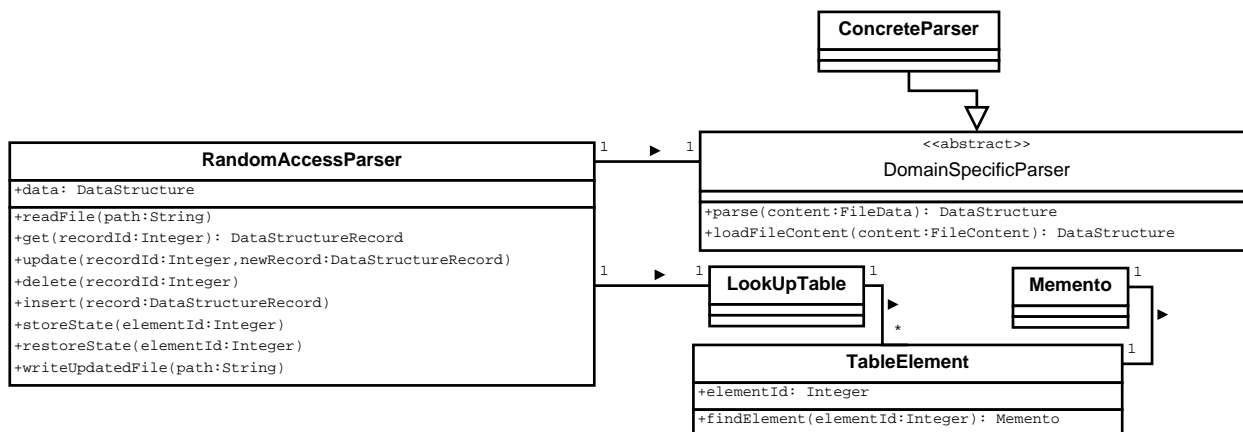 ConcreteParser
<<abstract>>
DomainSpecificParser
+parse(content:FileData): DataStructure
+loadFileContent(content:FileContent): DataStructure
1
1
RandomAccessParser
+data: DataStructure
+readFile(path:String)
+get(recordId:Integer): DataStructureRecord
+update(recordId:Integer,newRecord:DataStructureRecord)
+delete(recordId:Integer)
+insert(record:DataStructureRecord)
+storeState(elementId:Integer)
+restoreState(elementId:Integer)
+writeUpdatedFile(path:String)
1
1
LookUpTable
1
*
Memento
1
1
TableElement
+elementId: Integer
+findElement(elementId:Integer): Memento